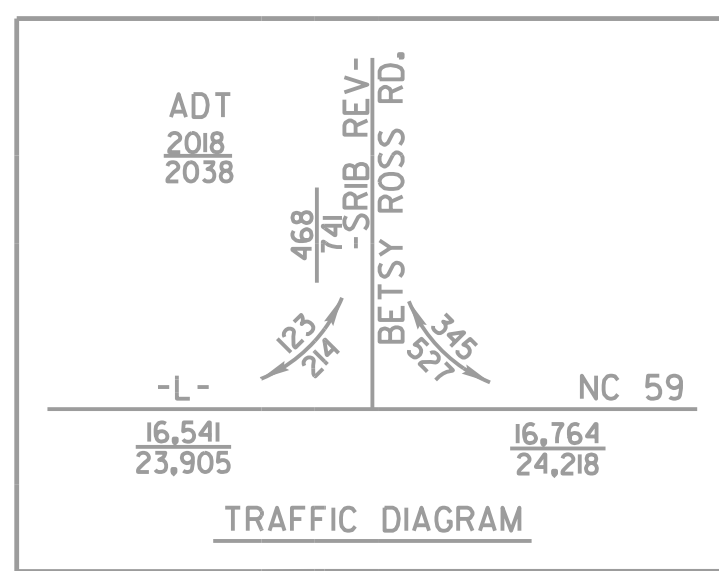 ADT
2018
2038
-SRIB REV-
BETSY ROSS RD.
468
741
123
214
345
527
-L-
NC 59
16,541
23,905
16,764
24,218
TRAFFIC DIAGRAM